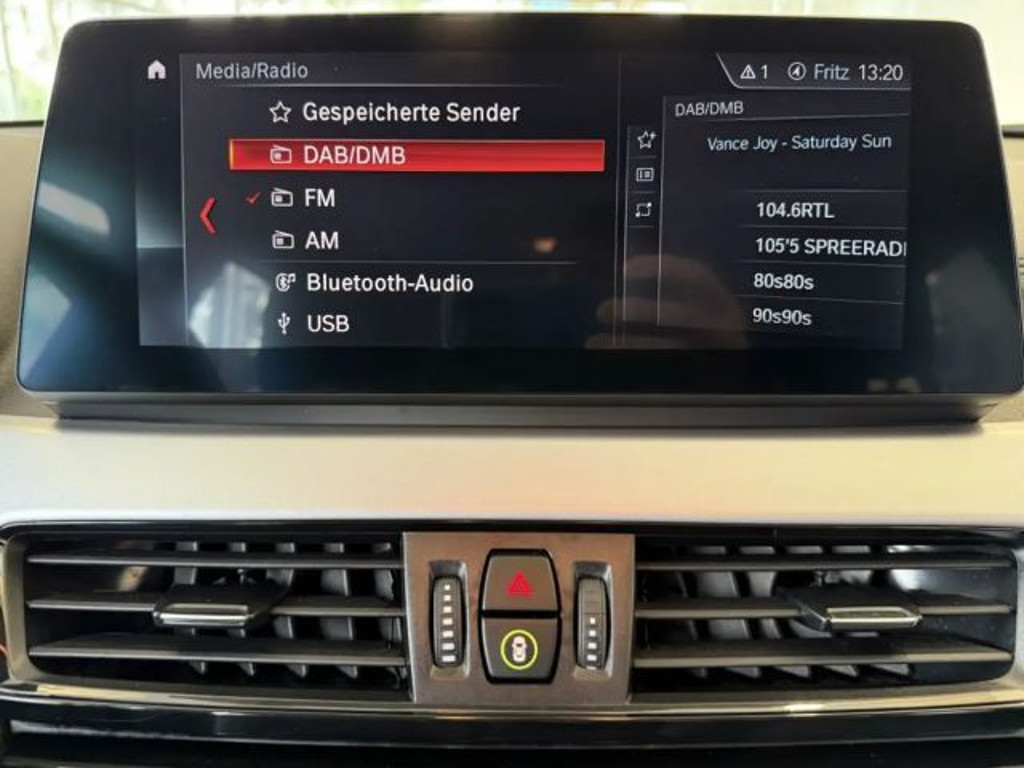 Media/Radio
1 Fritz 13:20
Gespeicherte Sender
DAB/DMB
FM
AM
Bluetooth-Audio
USB
DAB/DMB
Vance Joy - Saturday Sun
104.6RTL
105'5 SPREERADI
80s80s
90s90s